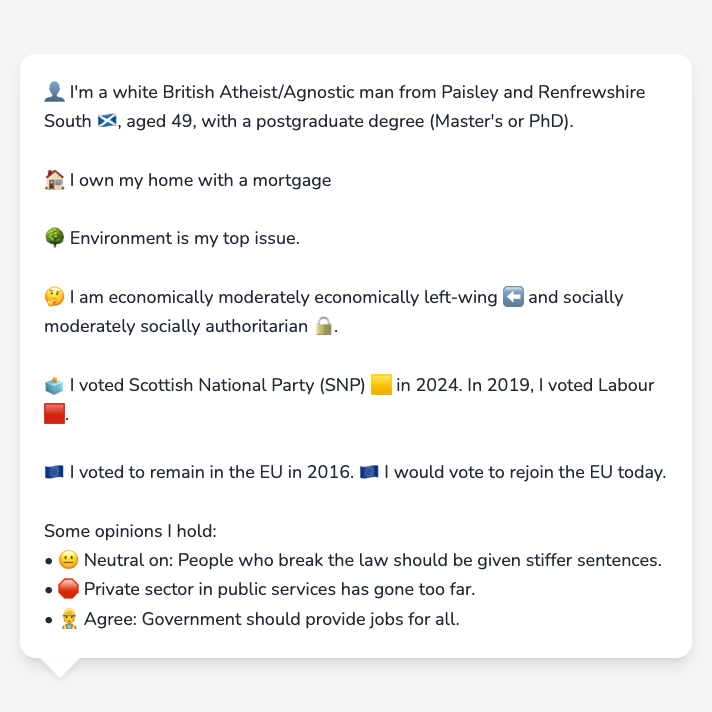 👤 I'm a white British Atheist/Agnostic man from Paisley and Renfrewshire
South 🏴󠁧󠁢󠁳󠁣󠁴󠁿, aged 49, with a postgraduate degree (Master's or PhD).
🏠 I own my home with a mortgage
🌳 Environment is my top issue.
🤔 I am economically moderately economically left-wing ⬅️ and socially
moderately socially authoritarian 🔒.
🗳️ I voted Scottish National Party (SNP) 🟨 in 2024. In 2019, I voted Labour
🟥.
🇪🇺 I voted to remain in the EU in 2016. 🇪🇺 I would vote to rejoin the EU today.
Some opinions I hold:
• 😐 Neutral on: People who break the law should be given stiffer sentences.
• 🛑 Private sector in public services has gone too far.
• 👷 Agree: Government should provide jobs for all.